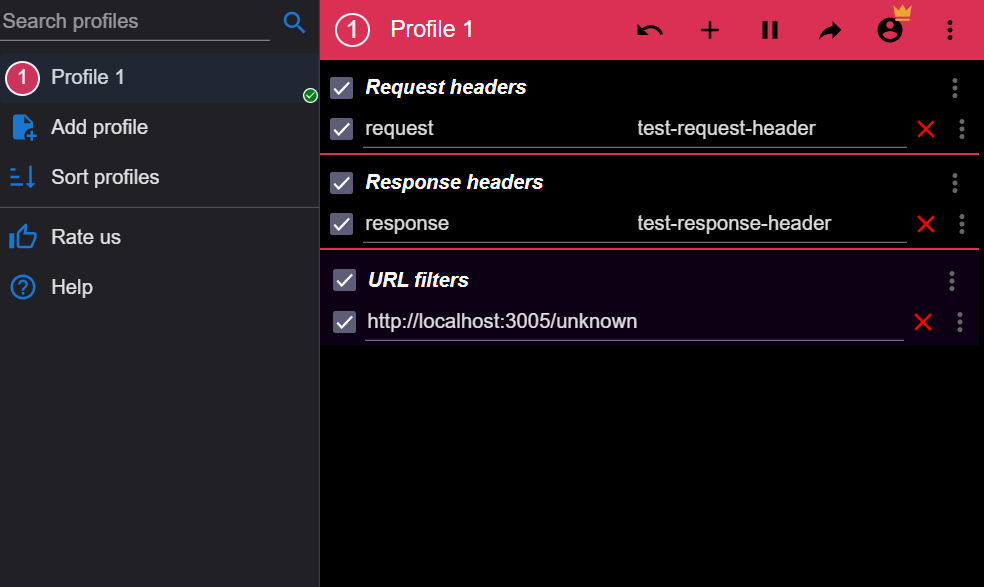 Search profiles
1 Profile 1
Add profile
Sort profiles
Rate us
Help
1 Profile 1
Request headers
request test-request-header
Response headers
response test-response-header
URL filters
http://localhost:3005/unknown